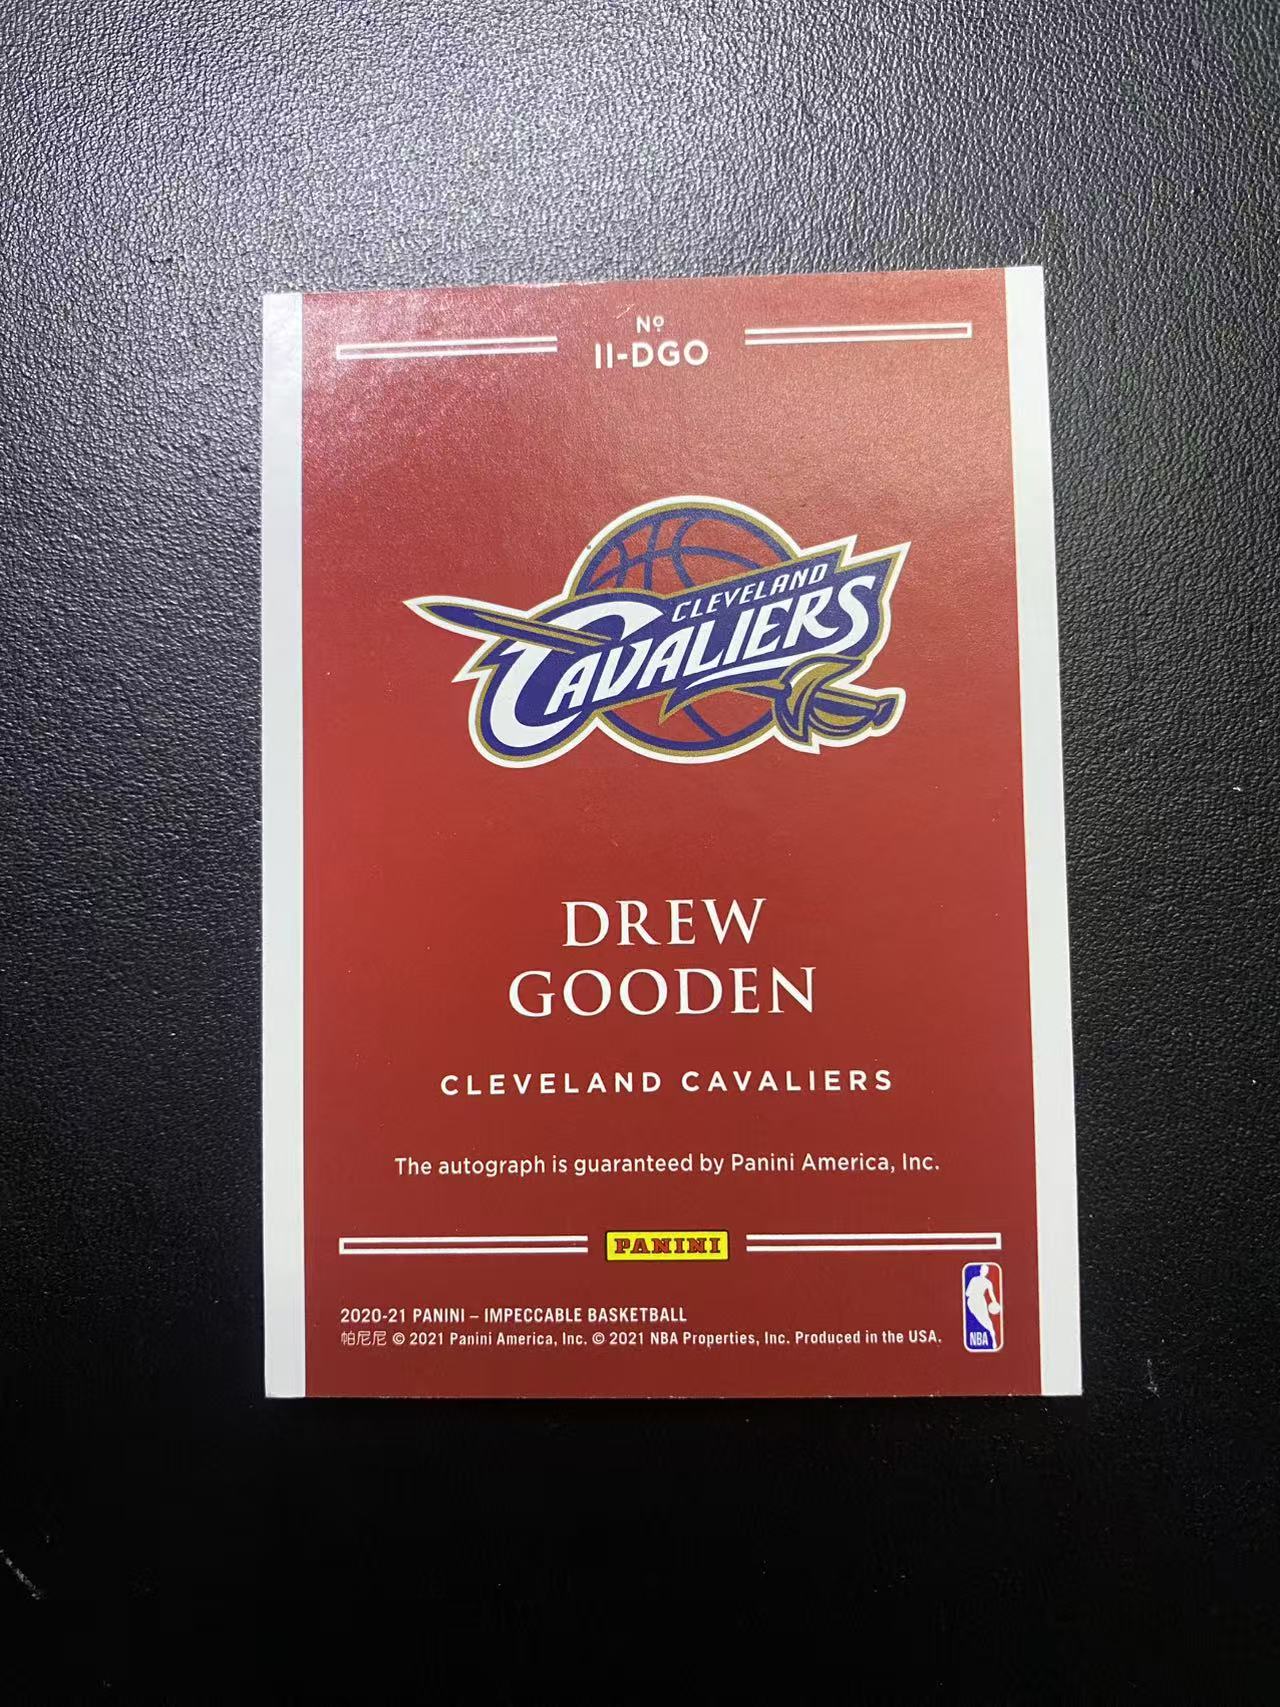 Nº
II-DGO
CLEVELAND
CAVALIERS
DREW
GOODEN
CLEVELAND CAVALIERS
The autograph is guaranteed by Panini America, Inc.
PANINI
2020-21 PANINI – IMPECCABLE BASKETBALL
帕尼尼 © 2021 Panini America, Inc. © 2021 NBA Properties, Inc. Produced in the USA.
NBA